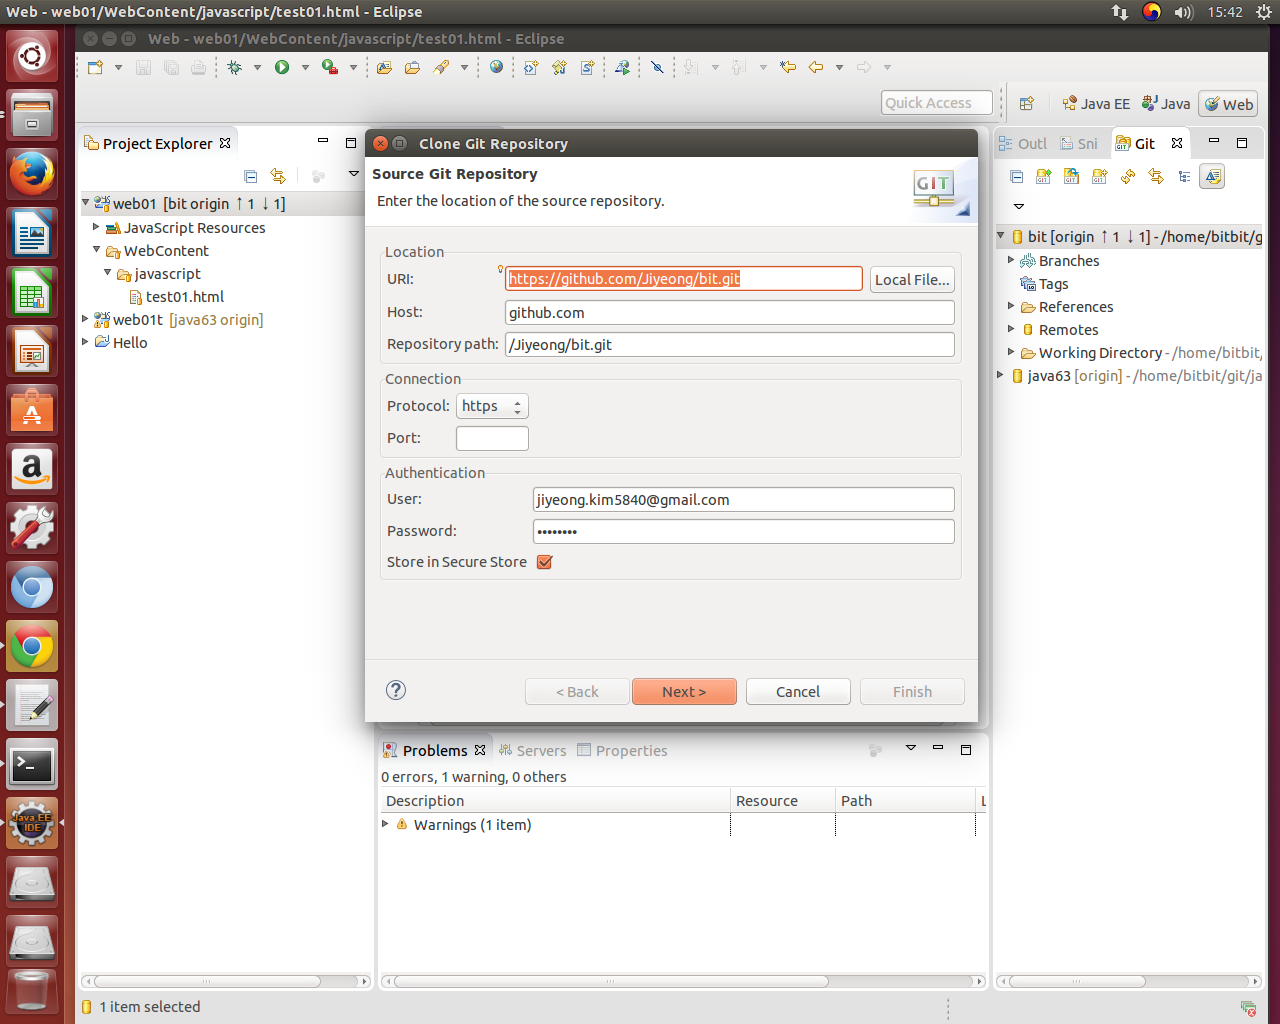 Web - web01/WebContent/javascript/test01.html - Eclipse
15:42
Web - web01/WebContent/javascript/test01.html - Eclipse
Quick Access
Java EE
Java
Web
Project Explorer
web01 [bit origin ↑ 1 ↓ 1]
JavaScript Resources
WebContent
javascript
test01.html
web01t [java63 origin]
Hello
Clone Git Repository
Source Git Repository
Enter the location of the source repository.
GIT
Location
URI:
https://github.com/Jiyeong/bit.git
Local File...
Host:
github.com
Repository path:
/Jiyeong/bit.git
Connection
Protocol:
https
Port:
Authentication
User:
jiyeong.kim5840@gmail.com
Password:
••••••••
Store in Secure Store
?
< Back
Next >
Cancel
Finish
Outl
Sni
Git
bit [origin ↑ 1 ↓ 1] - /home/bitbit/g
Branches
Tags
References
Remotes
Working Directory - /home/bitbit,
java63 [origin] - /home/bitbit/git/ja
Problems
Servers
Properties
0 errors, 1 warning, 0 others
Description
Resource
Path
L
Warnings (1 item)
Java EE
IDE
1 item selected